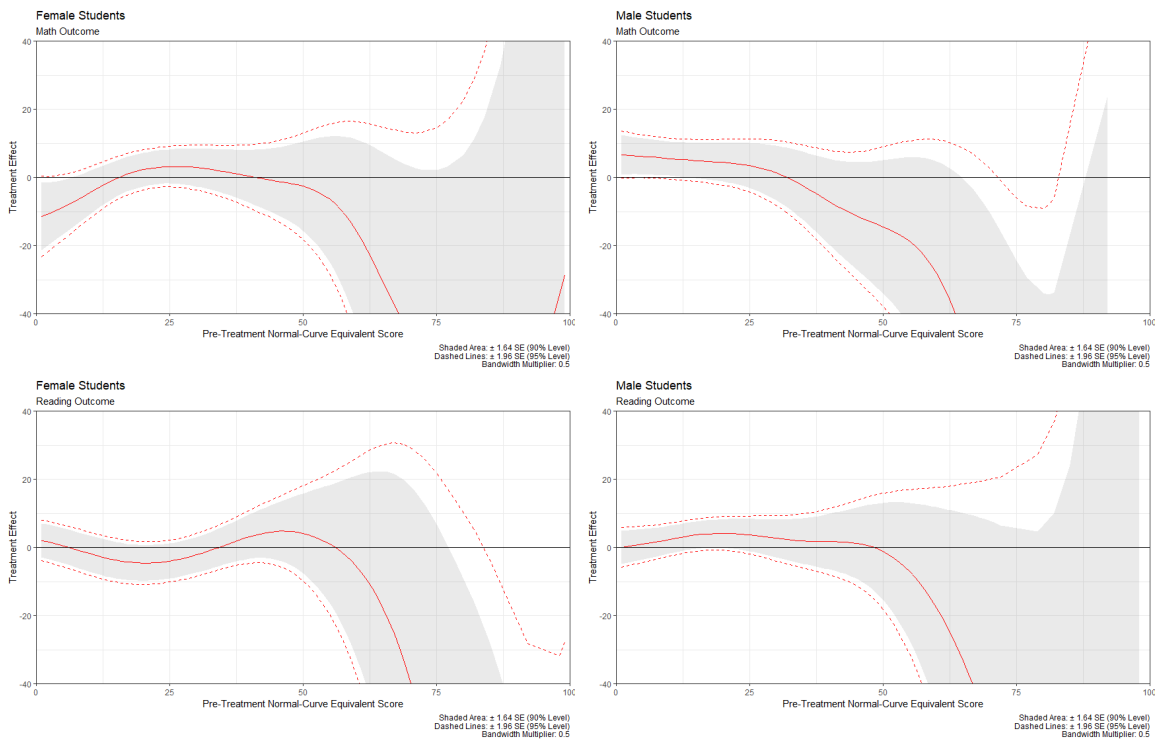 Female Students
Math Outcome
40
20
0
-20
-40
Treatment Effect
0
25
50
75
100
Pre-Treatment Normal-Curve Equivalent Score
Shaded Area: ± 1.64 SE (90% Level)
Dashed Lines: ± 1.96 SE (95% Level)
Bandwidth Multiplier: 0.5
Male Students
Math Outcome
40
20
0
-20
-40
Treatment Effect
0
25
50
75
100
Pre-Treatment Normal-Curve Equivalent Score
Shaded Area: ± 1.64 SE (90% Level)
Dashed Lines: ± 1.96 SE (95% Level)
Bandwidth Multiplier: 0.5
Female Students
Reading Outcome
40
20
0
-20
-40
Treatment Effect
0
25
50
75
100
Pre-Treatment Normal-Curve Equivalent Score
Shaded Area: ± 1.64 SE (90% Level)
Dashed Lines: ± 1.96 SE (95% Level)
Bandwidth Multiplier: 0.5
Male Students
Reading Outcome
40
20
0
-20
-40
Treatment Effect
0
25
50
75
100
Pre-Treatment Normal-Curve Equivalent Score
Shaded Area: ± 1.64 SE (90% Level)
Dashed Lines: ± 1.96 SE (95% Level)
Bandwidth Multiplier: 0.5